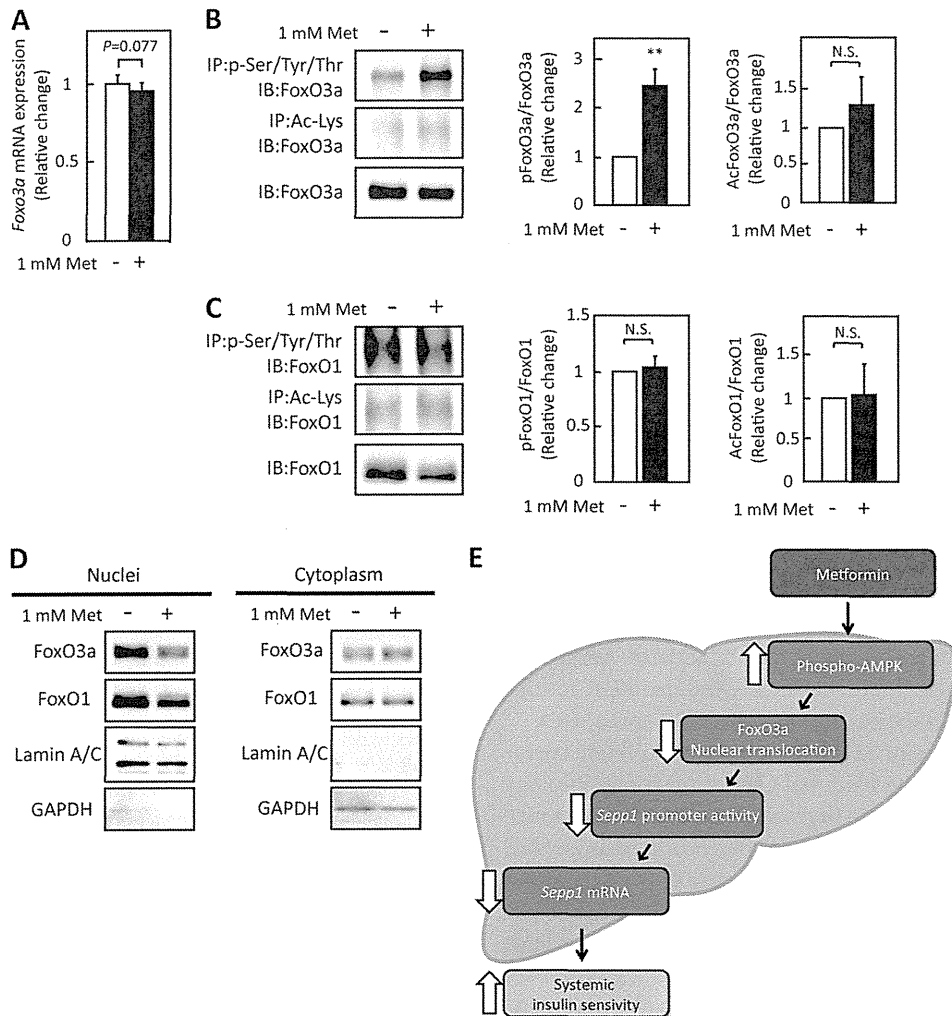 A
P=0.077
Foxo3a mRNA expression
(Relative change)
1
0.5
0
1 mM Met - +
B
1 mM Met - +
IP:p-Ser/Tyr/Thr
IB:FoxO3a
IP:Ac-Lys
IB:FoxO3a
IB:FoxO3a
pFoxO3a/FoxO3a
(Relative change)
3
2
1
0
**
1 mM Met - +
AcFoxO3a/FoxO3a
(Relative change)
1.5
1
0.5
0
N.S.
1 mM Met - +
C
1 mM Met - +
IP:p-Ser/Tyr/Thr
IB:FoxO1
IP:Ac-Lys
IB:FoxO1
IB:FoxO1
pFoxO1/FoxO1
(Relative change)
1.5
1
0.5
0
N.S.
1 mM Met - +
AcFoxO1/FoxO1
(Relative change)
1.5
1
0.5
0
N.S.
1 mM Met - +
D
Nuclei
1 mM Met - +
FoxO3a
FoxO1
Lamin A/C
GAPDH
Cytoplasm
1 mM Met - +
FoxO3a
FoxO1
Lamin A/C
GAPDH
E
Metformin
Phospho-AMPK
FoxO3a
Nuclear translocation
Sepp1 promoter activity
Sepp1 mRNA
Systemic
insulin sensivity